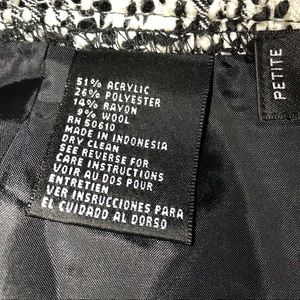 51% ACRYLIC
26% POLYESTER
14% RAYON
9% WOOL
RN 50610
MADE IN INDONESIA
DRY CLEAN
SEE REVERSE FOR
CARE INSTRUCTIONS
VOIR AU DOS POUR
ENTRETIEN
VER INSTRUCCIONES PARA
EL CUIDADO AL DORSO
PETITE